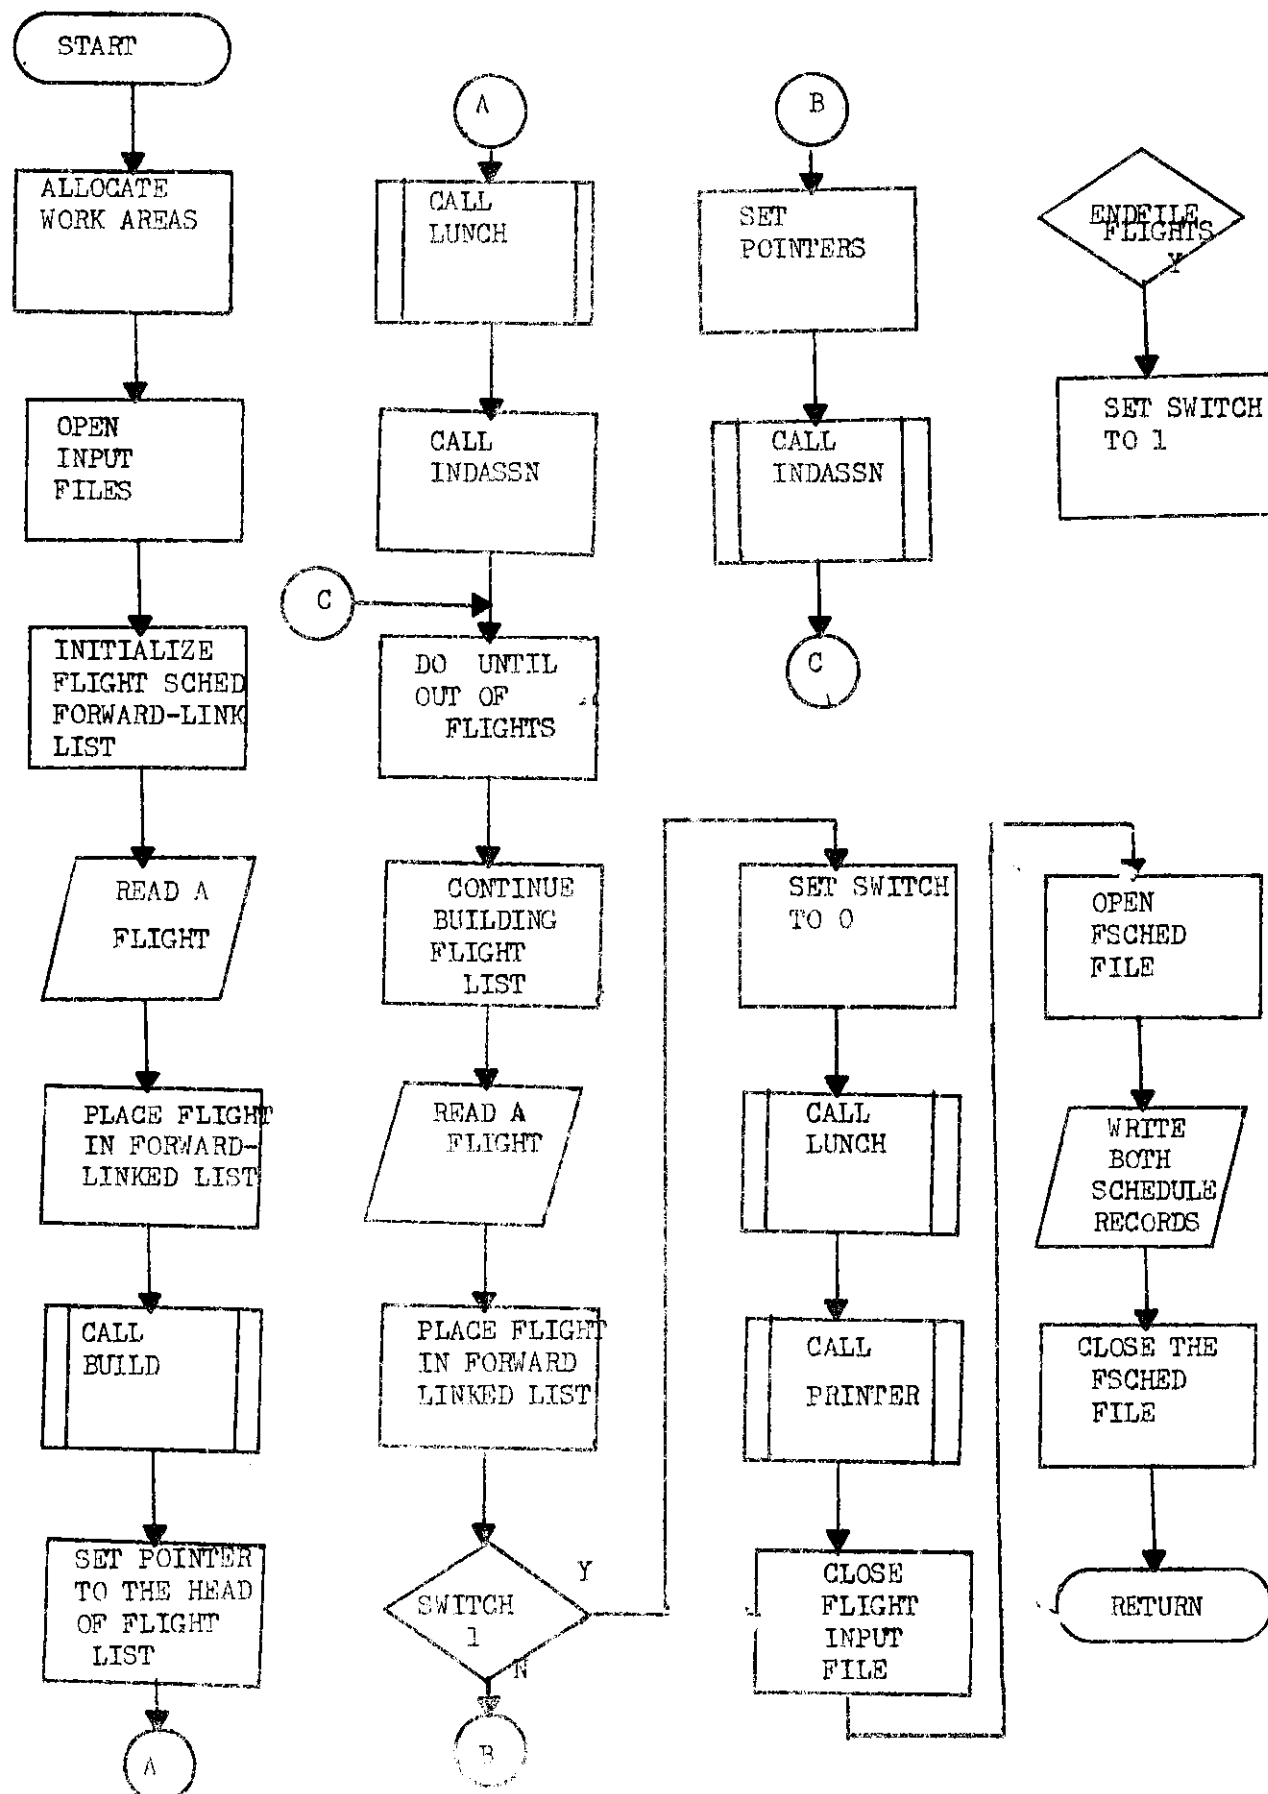 START
ALLOCATE
WORK AREAS
OPEN
INPUT
FILES
INITIALIZE
FLIGHT SCHED
FORWARD-LINK
LIST
READ A
FLIGHT
PLACE FLIGHT
IN FORWARD-
LINKED LIST
CALL
BUILD
SET POINTER
TO THE HEAD
OF FLIGHT
LIST
A
A
CALL
LUNCH
CALL
INDASSN
C
DO UNTIL
OUT OF
FLIGHTS
CONTINUE
BUILDING
FLIGHT
LIST
READ A
FLIGHT
PLACE FLIGHT
IN FORWARD
LINKED LIST
SWITCH
1
Y
N
B
B
SET
POINTERS
CALL
INDASSN
C
SET SWITCH
TO 0
CALL
LUNCH
CALL
PRINTER
CLOSE
FLIGHT
INPUT
FILE
ENDFILE
FLIGHTS
Y
SET SWITCH
TO 1
OPEN
FSCHED
FILE
WRITE
BOTH
SCHEDULE
RECORDS
CLOSE THE
FSCHED
FILE
RETURN